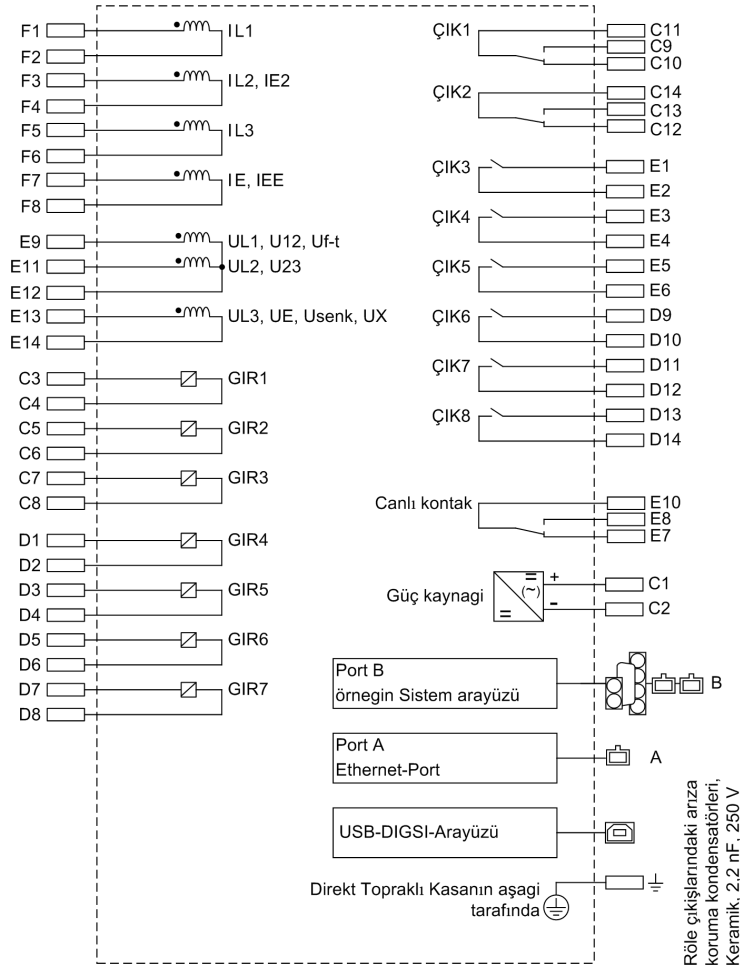 F1
IL1
F2
F3
IL2, IE2
F4
F5
IL3
F6
F7
IE, IEE
F8
E9
UL1, U12, Uf-t
E11
UL2, U23
E12
E13
UL3, UE, Usenk, UX
E14
C3
GIR1
C4
C5
GIR2
C6
C7
GIR3
C8
D1
GIR4
D2
D3
GIR5
D4
D5
GIR6
D6
D7
GIR7
D8
ÇIK1
C11
C9
C10
ÇIK2
C14
C13
C12
ÇIK3
E1
E2
ÇIK4
E3
E4
ÇIK5
E5
E6
ÇIK6
D9
D10
ÇIK7
D11
D12
ÇIK8
D13
D14
Canlı kontak
E10
E8
E7
Güç kaynagi
= (~) =
+
-
C1
C2
Port B
örnegin Sistem arayüzü
B
Port A
Ethernet-Port
A
USB-DIGSI-Arayüzü
Direkt Topraklı Kasanın aşagi
tarafında
Röle çıkişlarındaki arıza
koruma kondensatörleri,
Keramik, 2,2 nF, 250 V